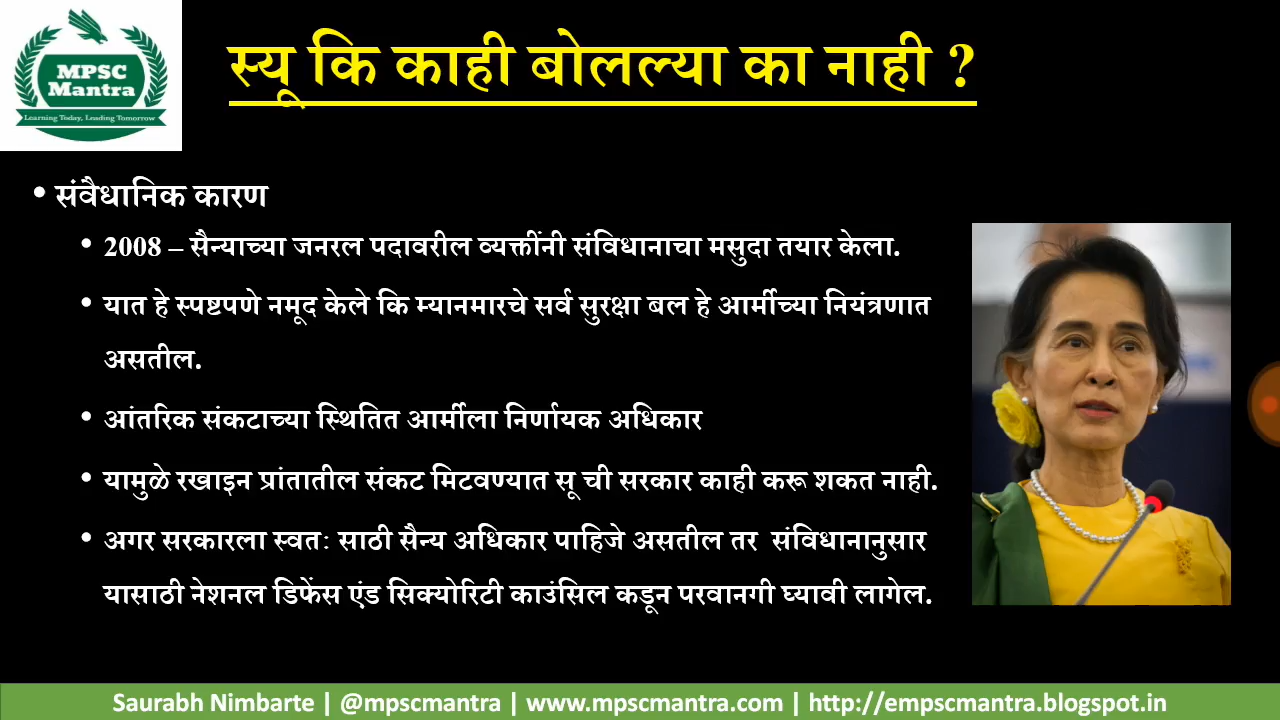 MPSC
Mantra
Learning Today, Leading Tomorrow
स्यू कि काही बोलल्या का नाही ?
• संवैधानिक कारण
• 2008 – सैन्याच्या जनरल पदावरील व्यक्तींनी संविधानाचा मसुदा तयार केला.
• यात हे स्पष्टपणे नमूद केले कि म्यानमारचे सर्व सुरक्षा बल हे आर्मीच्या नियंत्रणात
असतील.
• आंतरिक संकटाच्या स्थितित आर्मीला निर्णायक अधिकार
• यामुळे रखाइन प्रांतातील संकट मिटवण्यात सू ची सरकार काही करू शकत नाही.
• अगर सरकारला स्वतः साठी सैन्य अधिकार पाहिजे असतील तर संविधानानुसार
यासाठी नेशनल डिफेंस एंड सिक्योरिटी काउंसिल कडून परवानगी घ्यावी लागेल.
Saurabh Nimbarte | @mpscmantra | www.mpscmantra.com | http://empscmantra.blogspot.in